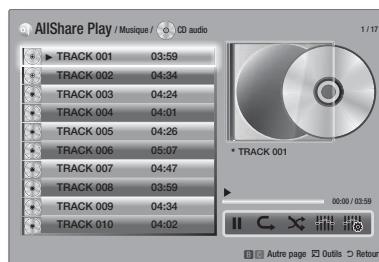 AllShare Play / Musique / CD audio 1 / 17
TRACK 001 03:59
TRACK 002 04:34
TRACK 003 04:24
TRACK 004 04:01
TRACK 005 04:26
TRACK 006 05:07
TRACK 007 04:47
TRACK 008 03:59
TRACK 009 04:34
TRACK 010 04:02
* TRACK 001
00:00 / 03:59
B C Autre page Outils Retour